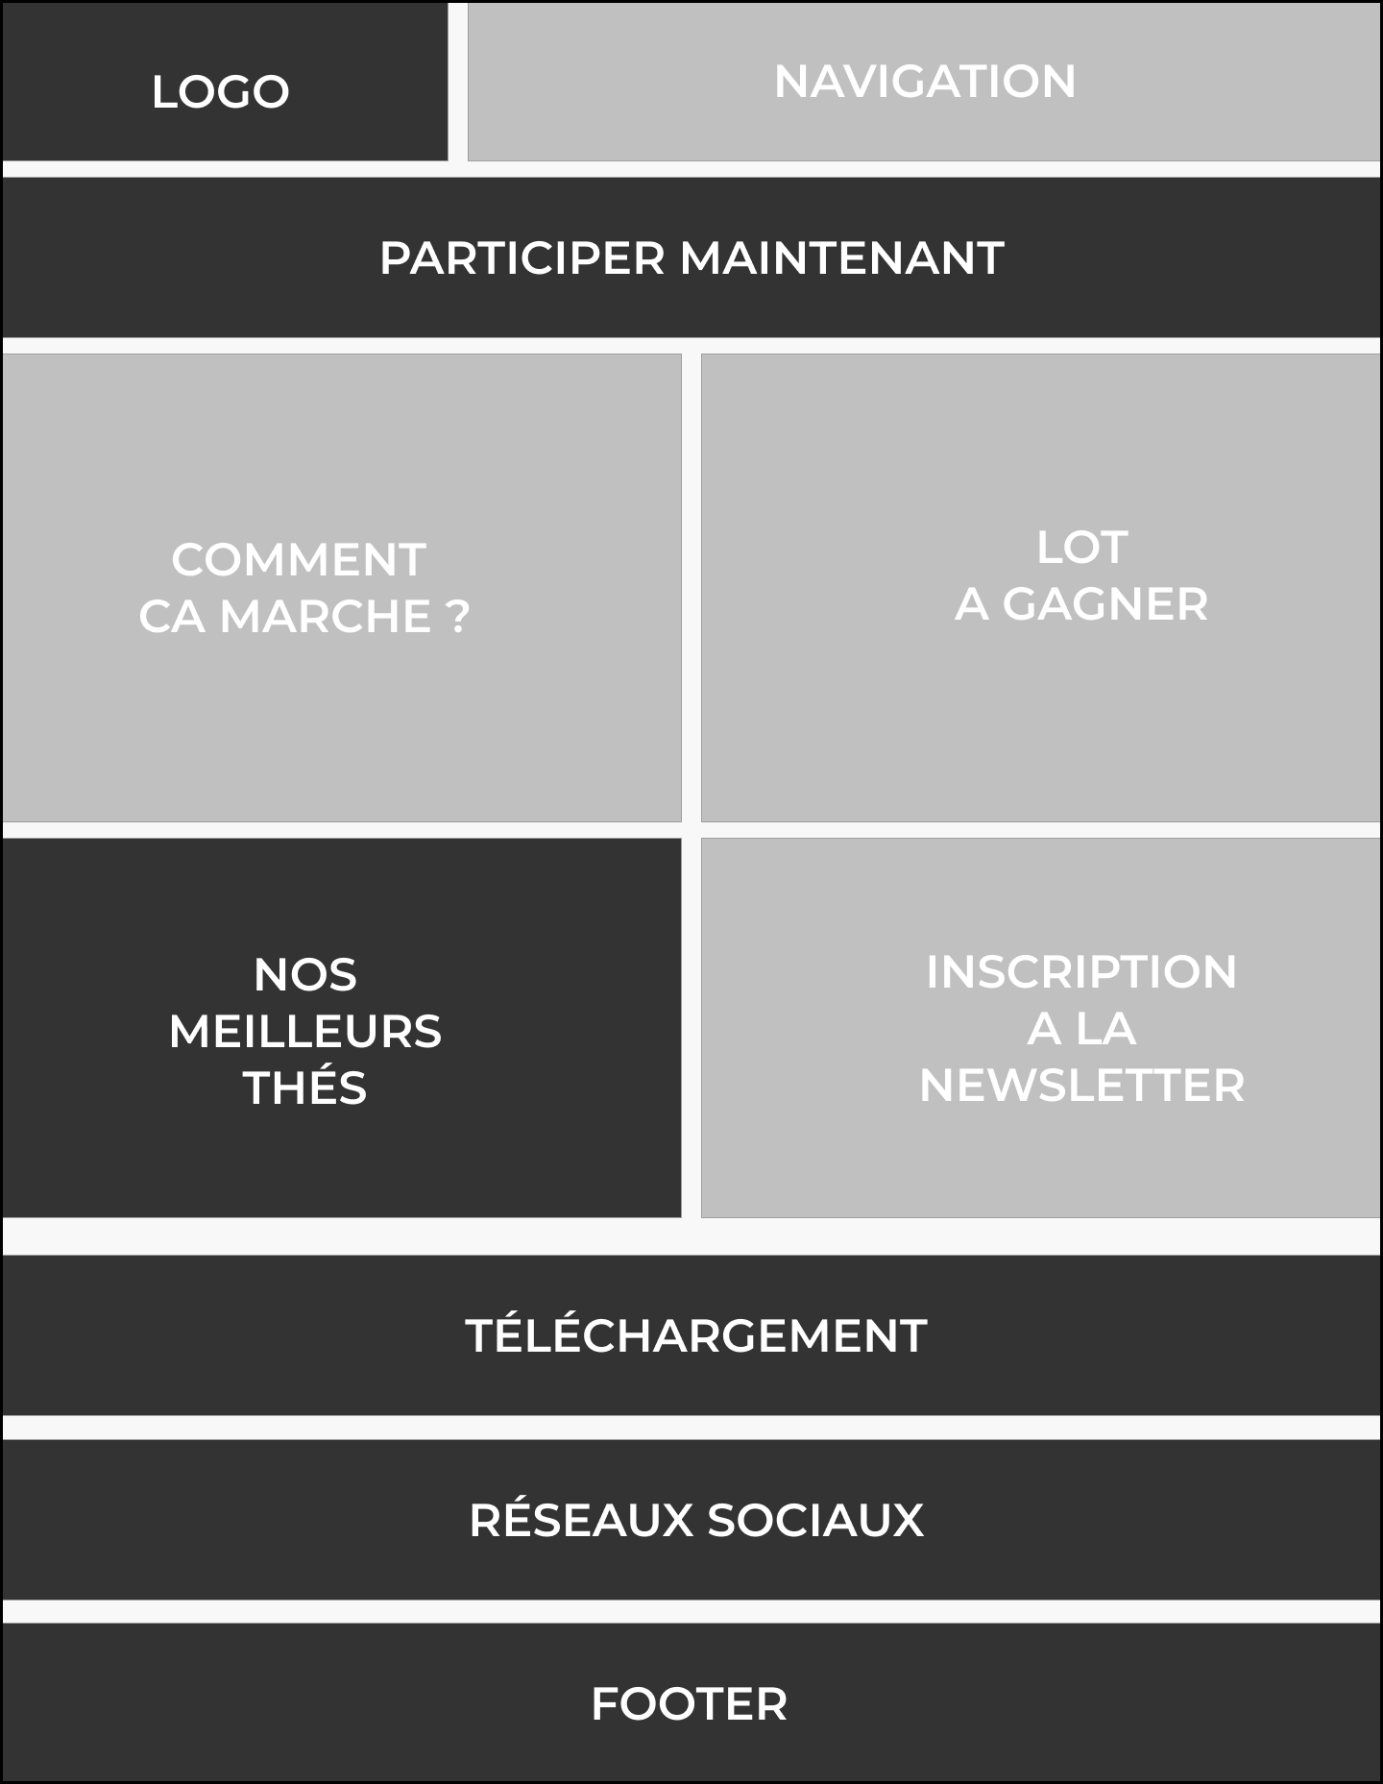 LOGO
NAVIGATION
PARTICIPER MAINTENANT
COMMENT
CA MARCHE ?
LOT
A GAGNER
NOS
MEILLEURS
THÉS
INSCRIPTION
A LA
NEWSLETTER
TÉLÉCHARGEMENT
RÉSEAUX SOCIAUX
FOOTER